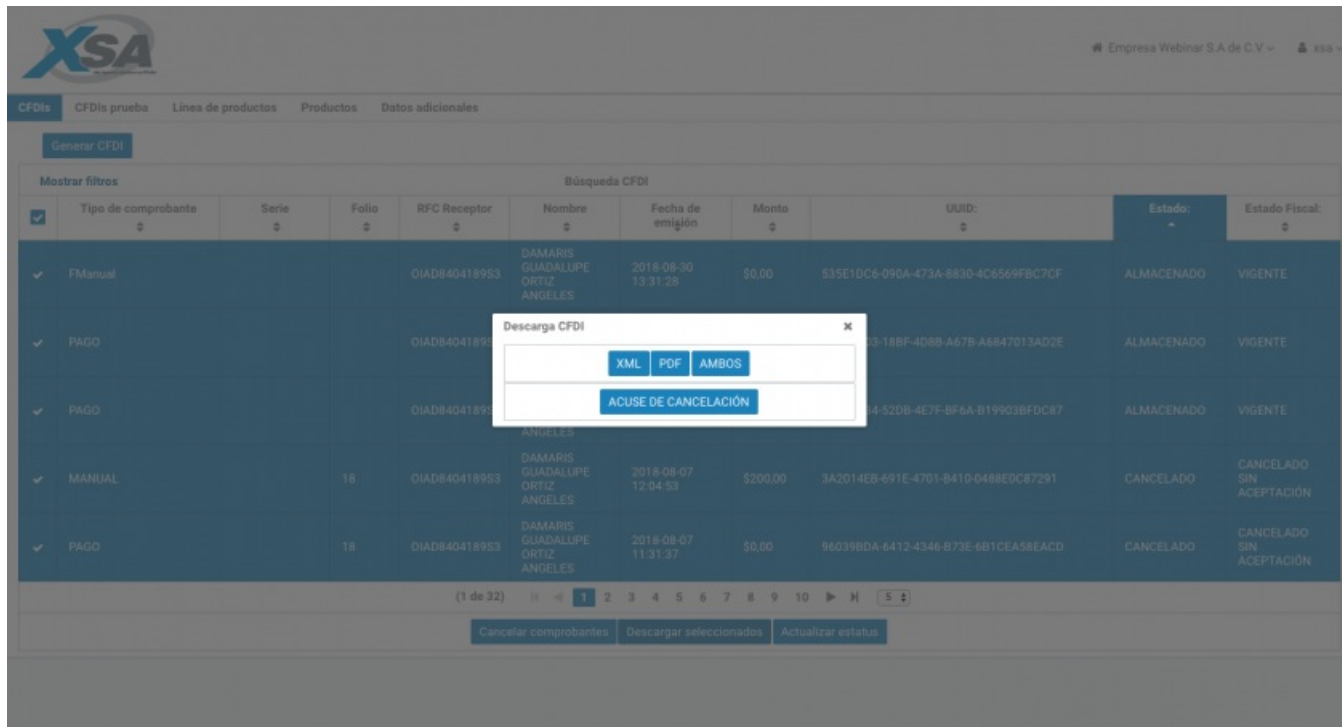 XSA
Empresa Webinar S.A de C.V
xsa
CFDIs
CFDIs prueba
Línea de productos
Productos
Datos adicionales
Generar CFDI
Mostrar filtros
Búsqueda CFDI
Tipo de comprobante
Serie
Folio
RFC Receptor
Nombre
Fecha de
emisión
Monto
UUID:
Estado:
Estado Fiscal:
FManual
OIAD8404189S3
DAMARIS
GUADALUPE
ORTIZ
ANGELES
2018-08-30
13:31:28
$0,00
535E1DC6-090A-473A-8830-4C6569FBC7CF
ALMACENADO
VIGENTE
Descarga CFDI
XML
PDF
AMBOS
ACUSE DE CANCELACIÓN
PAGO
ALMACENADO
VIGENTE
PAGO
ANGELES
ALMACENADO
VIGENTE
MANUAL
18
OIAD8404189S3
DAMARIS
GUADALUPE
ORTIZ
ANGELES
2018-08-07
12:04:53
$200,00
3A2014EB-691E-4701-B410-0488E0C87291
CANCELADO
CANCELADO
SIN
ACEPTACIÓN
PAGO
18
OIAD8404189S3
DAMARIS
GUADALUPE
ORTIZ
ANGELES
2018-08-07
11:31:37
$0,00
96039BDA-6412-4346-B73E-6B1CEA58EACD
CANCELADO
CANCELADO
SIN
ACEPTACIÓN
(1 de 32)
1 2 3 4 5 6 7 8 9 10
5
Cancelar comprobantes
Descargar seleccionados
Actualizar estatus